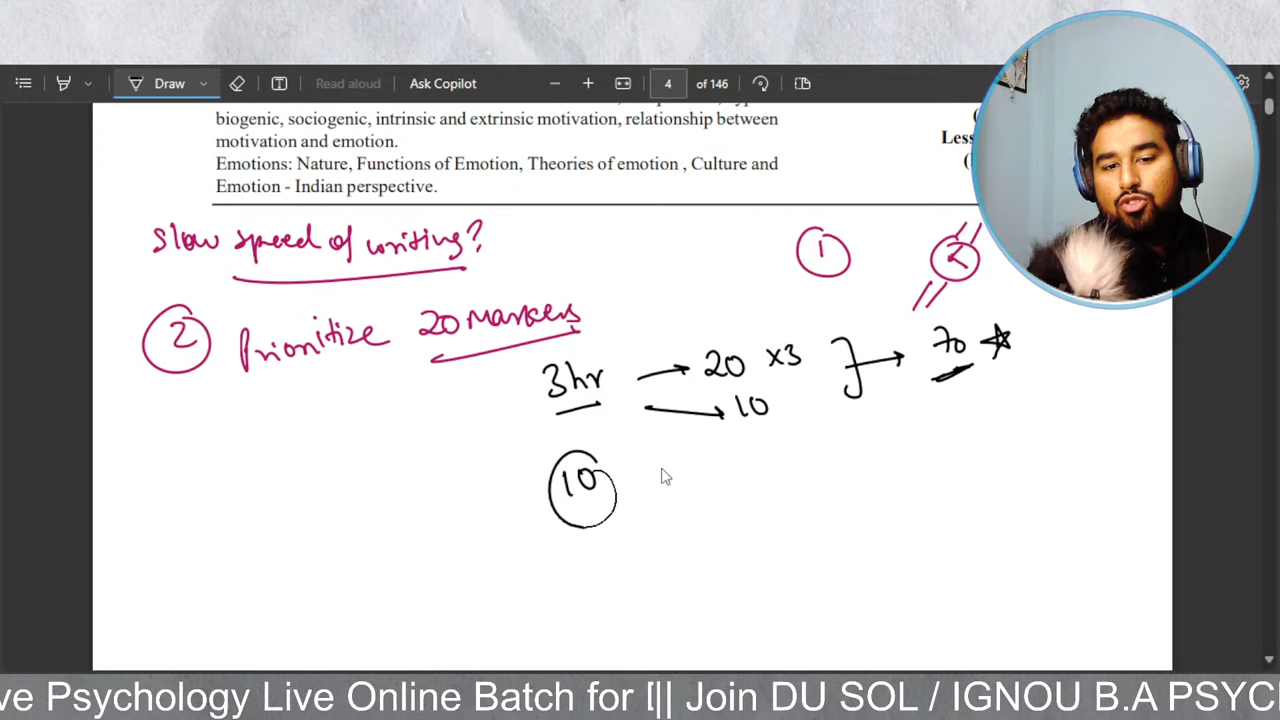 Draw
Read aloud
Ask Copilot
4
of 146
biogenic, sociogenic, intrinsic and extrinsic motivation, relationship between
motivation and emotion.
Less
Emotions: Nature, Functions of Emotion, Theories of emotion , Culture and
Emotion - Indian perspective.
Slow speed of writing?
1
2
2 Prioritize 20 Markers
3hr → 20 x3 } → 70
→ 10
10
ve Psychology Live Online Batch for [|| Join DU SOL / IGNOU B.A PSYC